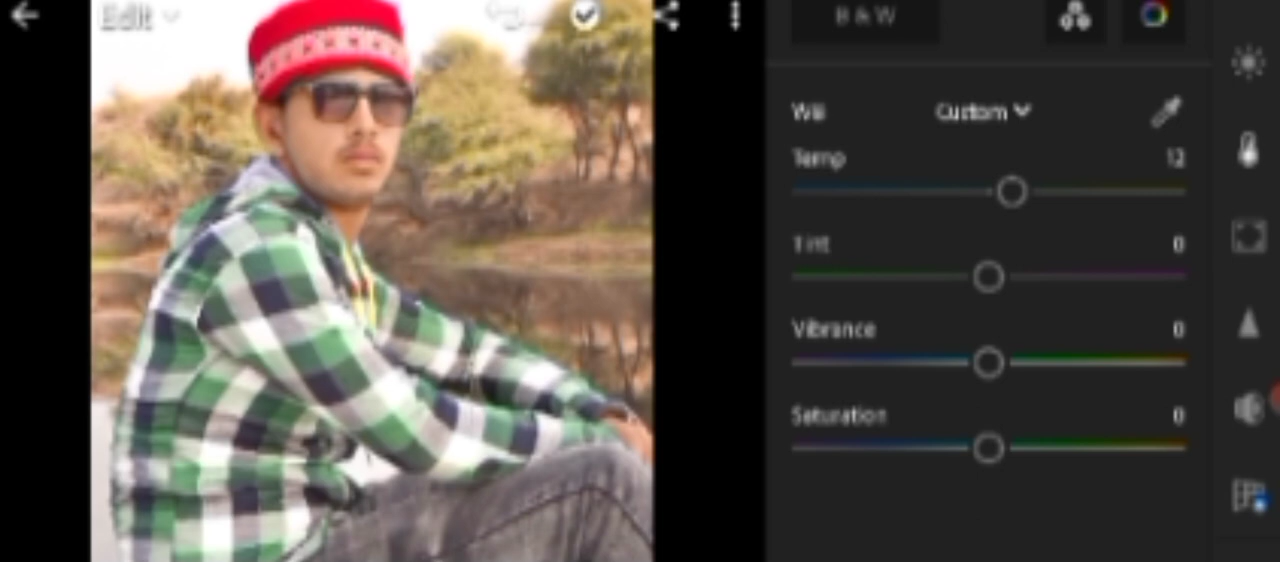 Edit
B & W
WB Custom
Temp 12
Tint 0
Vibrance 0
Saturation 0